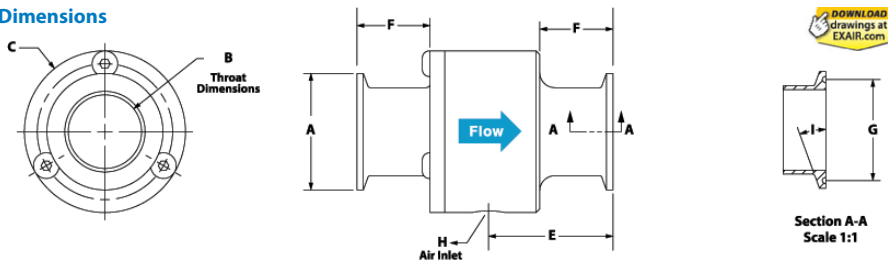 Dimensions
C
B
Throat
Dimensions
F
F
A
Flow
A
A
H
Air Inlet
E
DOWNLOAD
drawings at
EXAIR.com
I
G
Section A-A
Scale 1:1